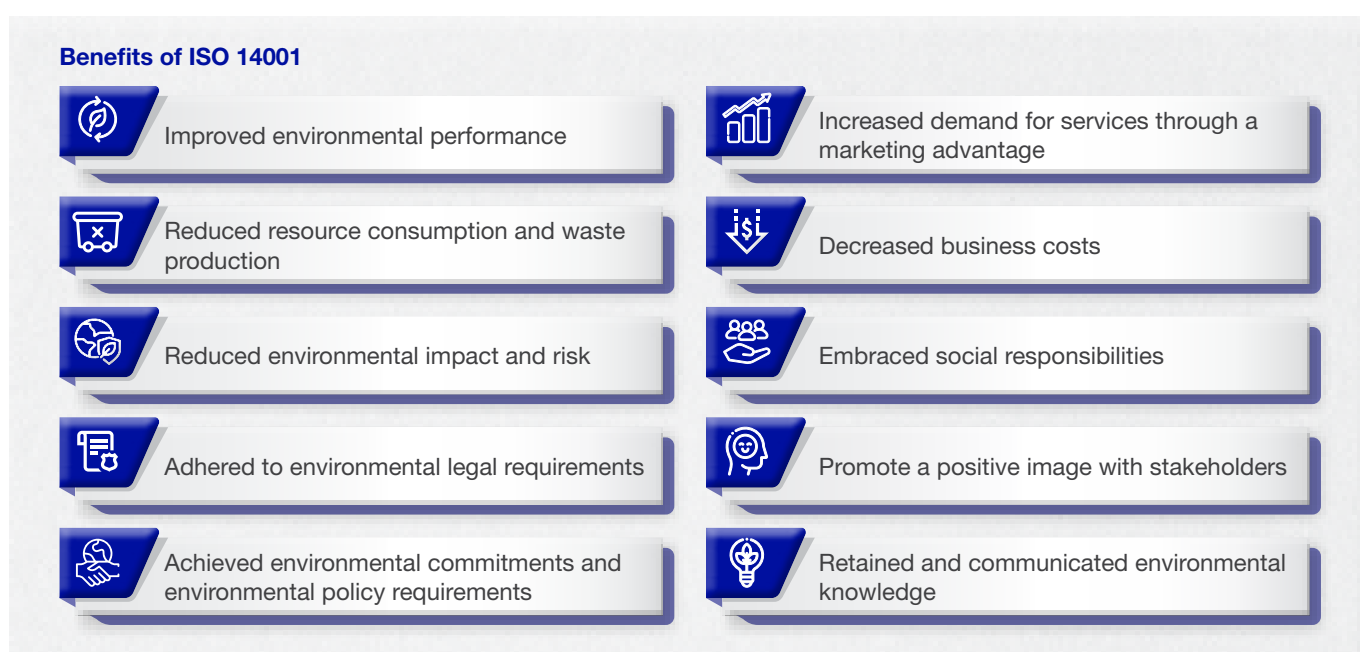 Benefits of ISO 14001
Improved environmental performance
Reduced resource consumption and waste
production
Reduced environmental impact and risk
Adhered to environmental legal requirements
Achieved environmental commitments and
environmental policy requirements
Increased demand for services through a
marketing advantage
$
Decreased business costs
Embraced social responsibilities
Promote a positive image with stakeholders
Retained and communicated environmental
knowledge